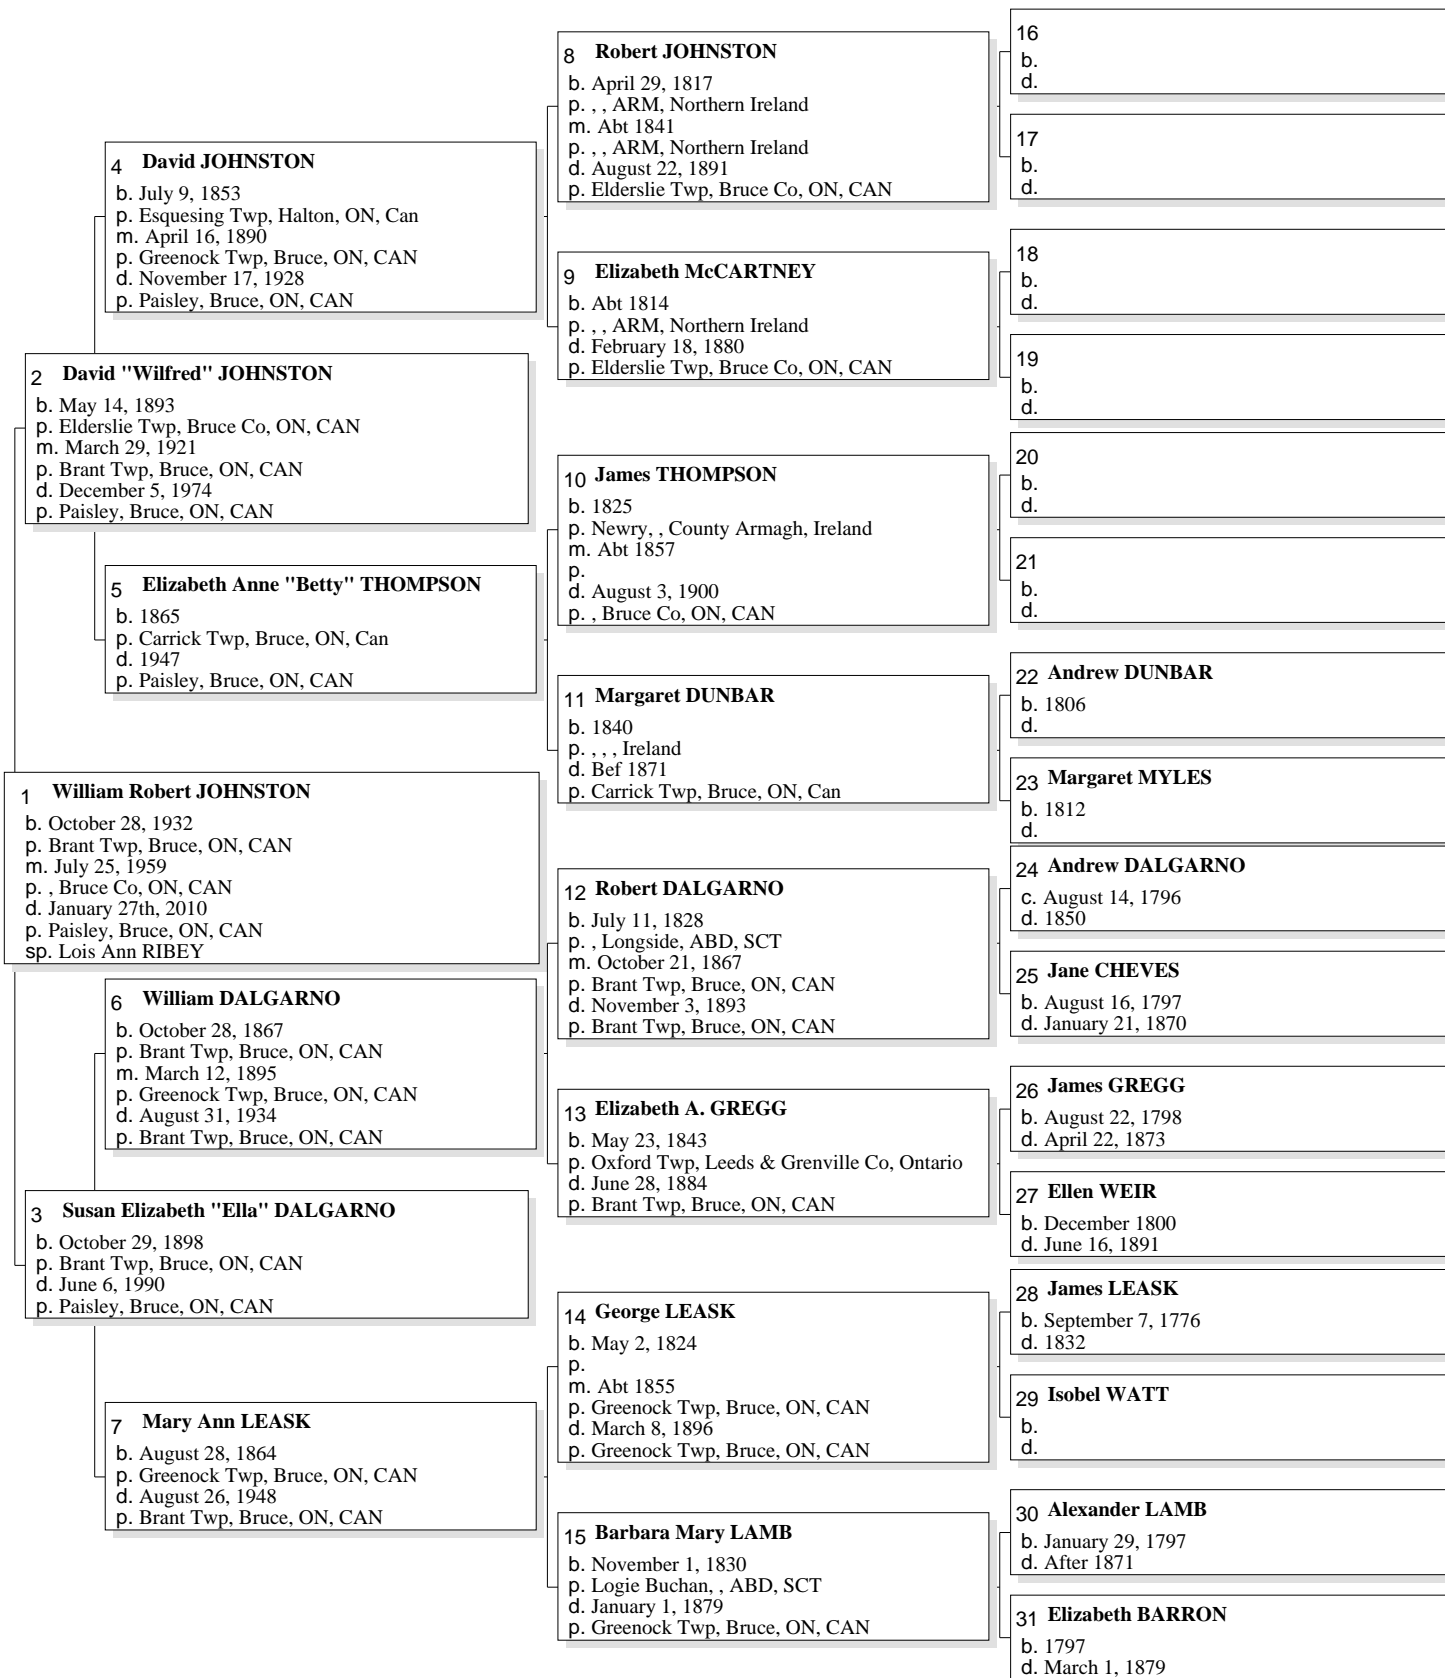 1 William Robert JOHNSTON
b. October 28, 1932
p. Brant Twp, Bruce, ON, CAN
m. July 25, 1959
p. , Bruce Co, ON, CAN
d. January 27th, 2010
p. Paisley, Bruce, ON, CAN
sp. Lois Ann RIBEY
2 David "Wilfred" JOHNSTON
b. May 14, 1893
p. Elderslie Twp, Bruce Co, ON, CAN
m. March 29, 1921
p. Brant Twp, Bruce, ON, CAN
d. December 5, 1974
p. Paisley, Bruce, ON, CAN
3 Susan Elizabeth "Ella" DALGARNO
b. October 29, 1898
p. Brant Twp, Bruce, ON, CAN
d. June 6, 1990
p. Paisley, Bruce, ON, CAN
4 David JOHNSTON
b. July 9, 1853
p. Esquesing Twp, Halton, ON, Can
m. April 16, 1890
p. Greenock Twp, Bruce, ON, CAN
d. November 17, 1928
p. Paisley, Bruce, ON, CAN
5 Elizabeth Anne "Betty" THOMPSON
b. 1865
p. Carrick Twp, Bruce, ON, Can
d. 1947
p. Paisley, Bruce, ON, CAN
6 William DALGARNO
b. October 28, 1867
p. Brant Twp, Bruce, ON, CAN
m. March 12, 1895
p. Greenock Twp, Bruce, ON, CAN
d. August 31, 1934
p. Brant Twp, Bruce, ON, CAN
7 Mary Ann LEASK
b. August 28, 1864
p. Greenock Twp, Bruce, ON, CAN
d. August 26, 1948
p. Brant Twp, Bruce, ON, CAN
8 Robert JOHNSTON
b. April 29, 1817
p. , , ARM, Northern Ireland
m. Abt 1841
p. , , ARM, Northern Ireland
d. August 22, 1891
p. Elderslie Twp, Bruce Co, ON, CAN
9 Elizabeth McCARTNEY
b. Abt 1814
p. , , ARM, Northern Ireland
d. February 18, 1880
p. Elderslie Twp, Bruce Co, ON, CAN
10 James THOMPSON
b. 1825
p. Newry, , County Armagh, Ireland
m. Abt 1857
p.
d. August 3, 1900
p. , Bruce Co, ON, CAN
11 Margaret DUNBAR
b. 1840
p. , , , Ireland
d. Bef 1871
p. Carrick Twp, Bruce, ON, Can
12 Robert DALGARNO
b. July 11, 1828
p. , Longside, ABD, SCT
m. October 21, 1867
p. Brant Twp, Bruce, ON, CAN
d. November 3, 1893
p. Brant Twp, Bruce, ON, CAN
13 Elizabeth A. GREGG
b. May 23, 1843
p. Oxford Twp, Leeds & Grenville Co, Ontario
d. June 28, 1884
p. Brant Twp, Bruce, ON, CAN
14 George LEASK
b. May 2, 1824
p.
m. Abt 1855
p. Greenock Twp, Bruce, ON, CAN
d. March 8, 1896
p. Greenock Twp, Bruce, ON, CAN
15 Barbara Mary LAMB
b. November 1, 1830
p. Logie Buchan, , ABD, SCT
d. January 1, 1879
p. Greenock Twp, Bruce, ON, CAN
16
b.
d.
17
b.
d.
18
b.
d.
19
b.
d.
20
b.
d.
21
b.
d.
22 Andrew DUNBAR
b. 1806
d.
23 Margaret MYLES
b. 1812
d.
24 Andrew DALGARNO
c. August 14, 1796
d. 1850
25 Jane CHEVES
b. August 16, 1797
d. January 21, 1870
26 James GREGG
b. August 22, 1798
d. April 22, 1873
27 Ellen WEIR
b. December 1800
d. June 16, 1891
28 James LEASK
b. September 7, 1776
d. 1832
29 Isobel WATT
b.
d.
30 Alexander LAMB
b. January 29, 1797
d. After 1871
31 Elizabeth BARRON
b. 1797
d. March 1, 1879